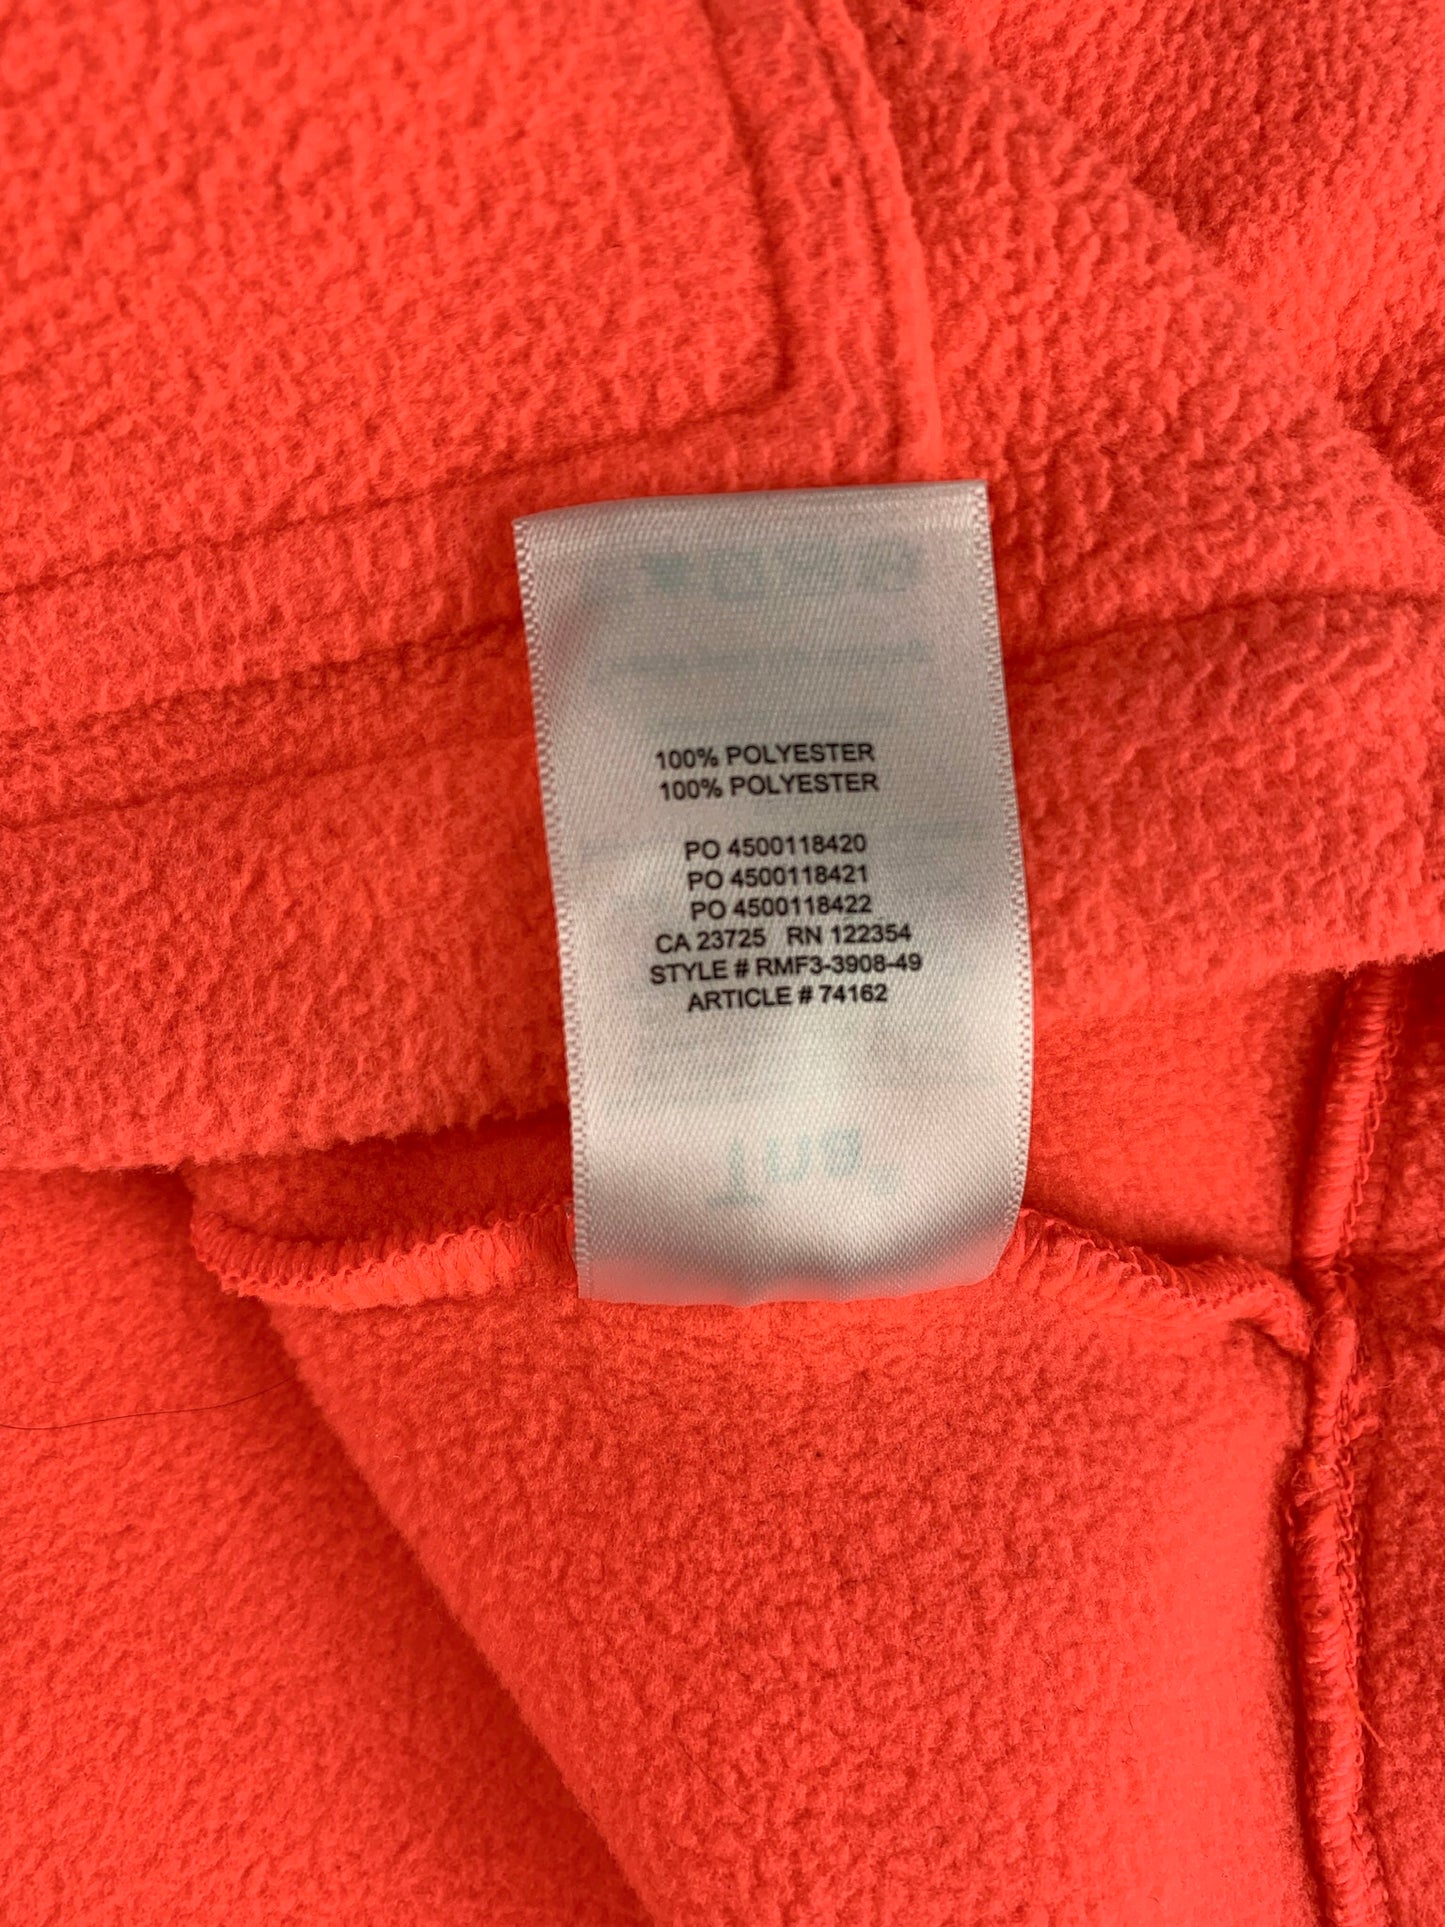 100% POLYESTER
100% POLYESTER
PO 4500118420
PO 4500118421
PO 4500118422
CA 23725 RN 122354
STYLE # RMF3-3908-49
ARTICLE # 74162